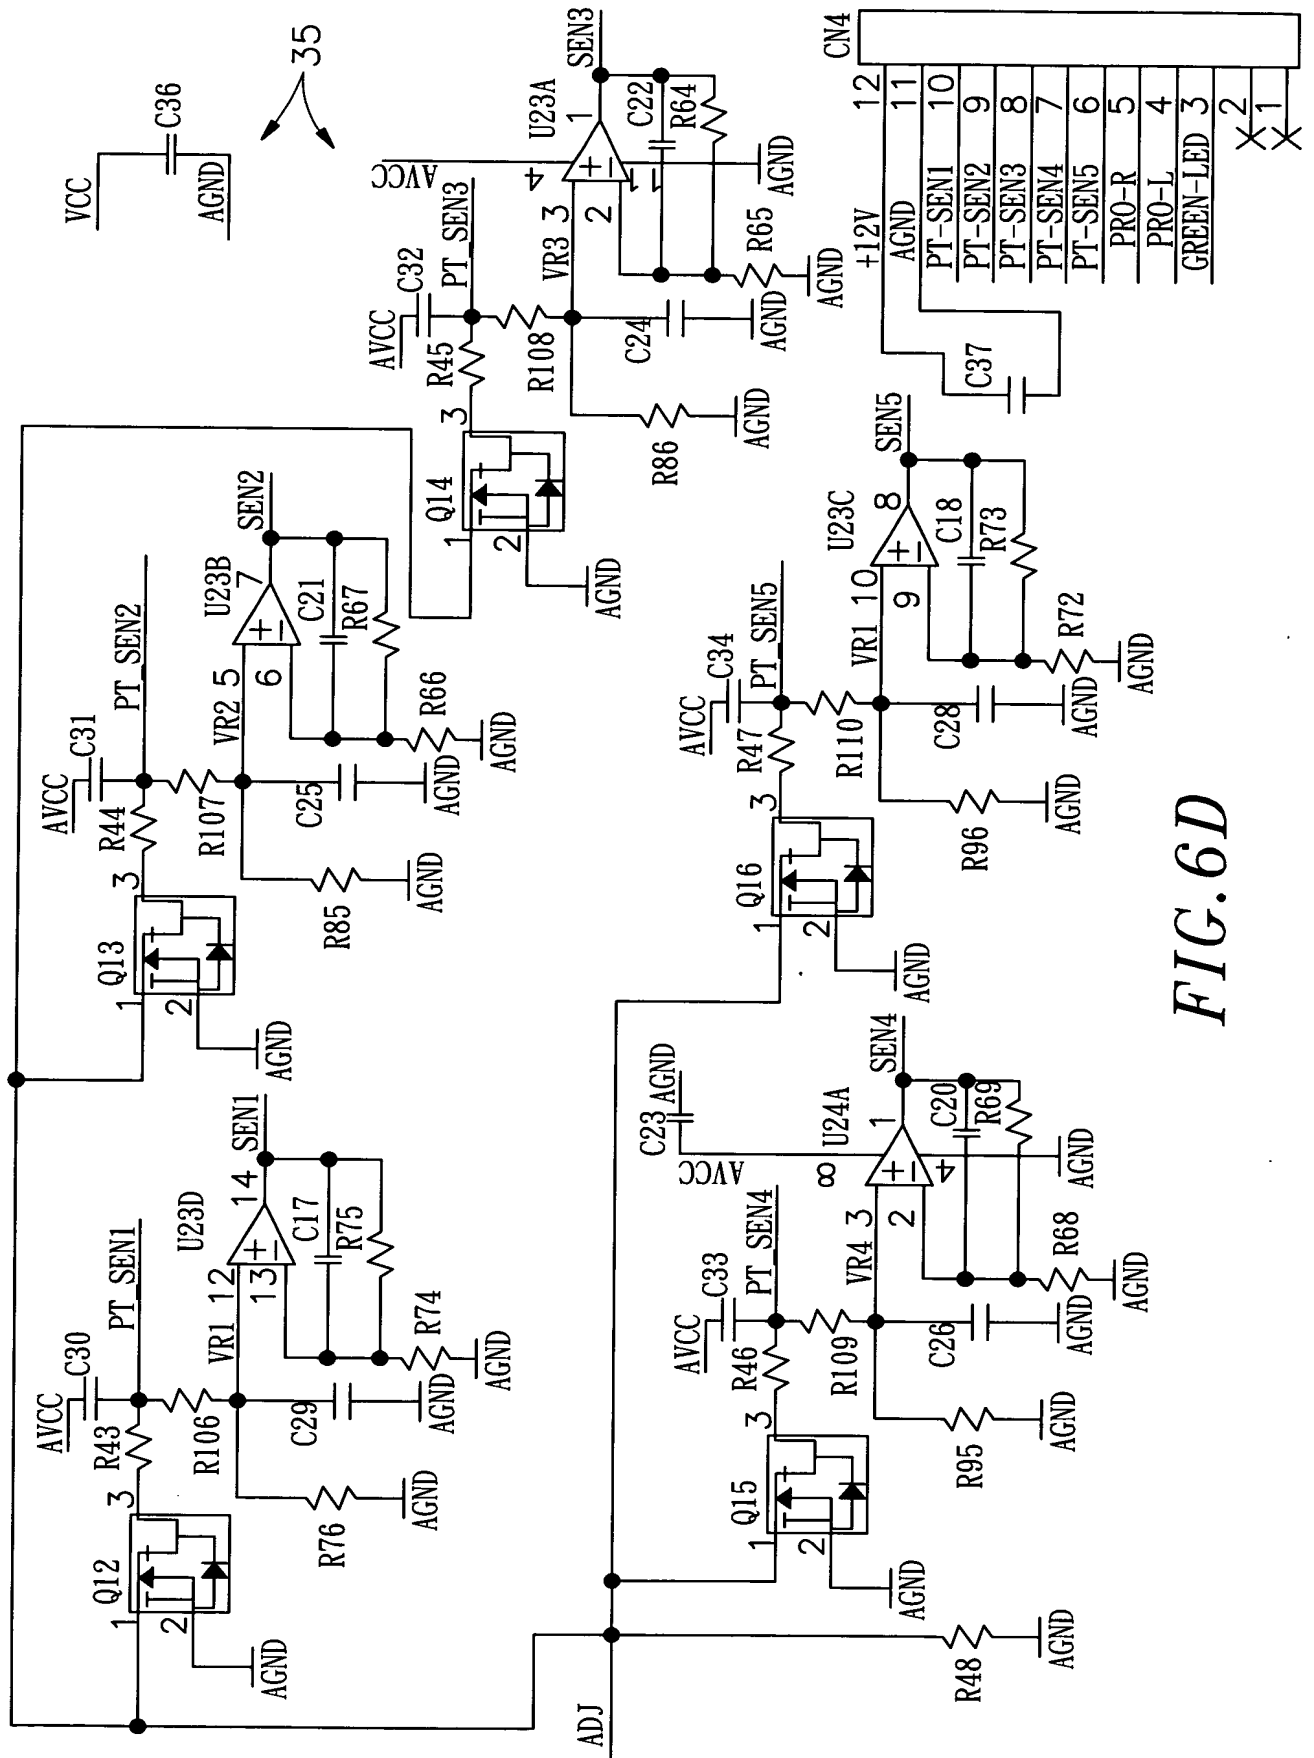 VCC
C36
AGND
35
AVCC
C30
PT_SEN1
R43
R106
Q12
1
2
3
AGND
R76
AGND
C29
AGND
VR1
12
13
U23D
14
SEN1
C17
R75
R74
AGND
AVCC
C31
PT_SEN2
R44
R107
Q13
1
2
3
AGND
R85
AGND
C25
AGND
VR2
5
6
U23B
7
SEN2
C21
R67
R66
AGND
AVCC
C32
PT_SEN3
R45
R108
Q14
1
2
3
AGND
R86
AGND
C24
AGND
VR3
3
2
AVCC
4
11
U23A
1
SEN3
C22
R64
AGND
R65
AGND
ADJ
R48
AGND
AVCC
C33
PT_SEN4
R46
R109
Q15
1
2
3
AGND
R95
AGND
C26
AGND
VR4
3
2
C23
AGND
AVCC
8
4
U24A
1
SEN4
C20
R69
AGND
R68
AGND
AVCC
C34
PT_SEN5
R47
R110
Q16
1
2
3
AGND
R96
AGND
C28
AGND
VR1
10
9
U23C
8
SEN5
C18
R73
R72
AGND
C37
CN4
+12V 12
AGND 11
PT-SEN1 10
PT-SEN2 9
PT-SEN3 8
PT-SEN4 7
PT-SEN5 6
PRO-R 5
PRO-L 4
GREEN-LED 3
2
1
FIG.6D